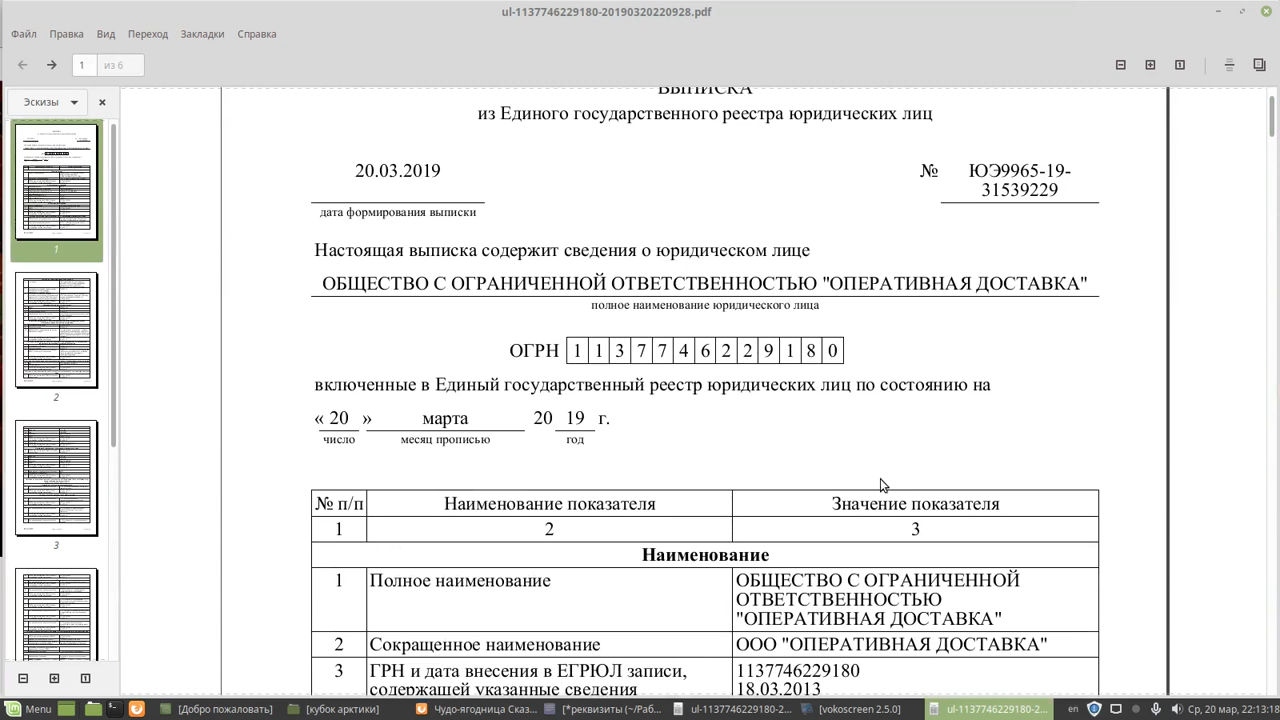 ul-1137746229180-20190320220928.pdf
Файл Правка Вид Переход Закладки Справка
1 из 6
Эскизы
1
2
3
ВЫПИСКА
из Единого государственного реестра юридических лиц
20.03.2019 № ЮЭ9965-19-
31539229
дата формирования выписки
Настоящая выписка содержит сведения о юридическом лице
ОБЩЕСТВО С ОГРАНИЧЕННОЙ ОТВЕТСТВЕННОСТЬЮ "ОПЕРАТИВНАЯ ДОСТАВКА"
полное наименование юридического лица
ОГРН 1 1 3 7 7 4 6 2 2 9 1 8 0
включенные в Единый государственный реестр юридических лиц по состоянию на
« 20 » марта 20 19 г.
число месяц прописью год
№ п/п Наименование показателя Значение показателя
1 2 3
Наименование
1 Полное наименование ОБЩЕСТВО С ОГРАНИЧЕННОЙ
ОТВЕТСТВЕННОСТЬЮ
"ОПЕРАТИВНАЯ ДОСТАВКА"
2 Сокращенное наименование ООО "ОПЕРАТИВНАЯ ДОСТАВКА"
3 ГРН и дата внесения в ЕГРЮЛ записи, 1137746229180
содержащей указанные сведения 18.03.2013
Menu [Добро пожаловать] [кубок арктики] Чудо-ягодница Сказ... [*реквизиты (~/Раб... ul-1137746229180-2... [vokoscreen 2.5.0] ul-1137746229180-2... en Ср, 20 мар, 22:13:18